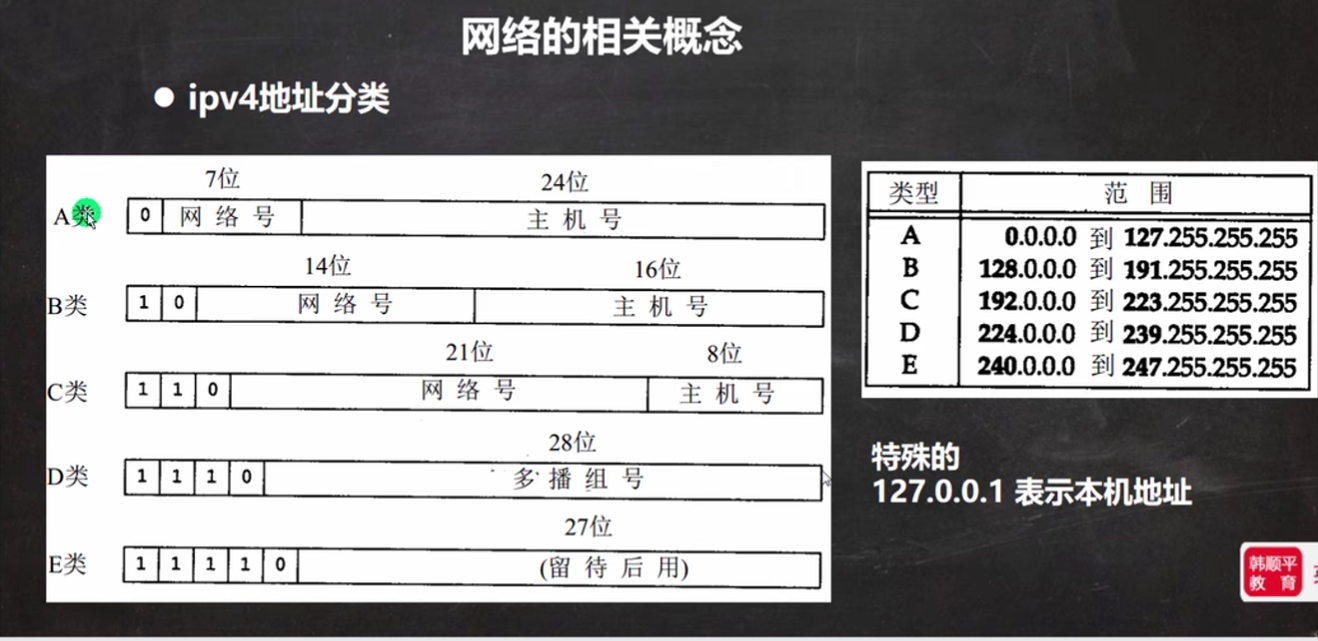 网络的相关概念
● ipv4地址分类
7位 24位
A类 0 网络号 主机号
14位 16位
B类 1 0 网络号 主机号
21位 8位
C类 1 1 0 网络号 主机号
28位
D类 1 1 1 0 多播组号
27位
E类 1 1 1 1 0 (留待后用)
类型 范围
A 0.0.0.0 到 127.255.255.255
B 128.0.0.0 到 191.255.255.255
C 192.0.0.0 到 223.255.255.255
D 224.0.0.0 到 239.255.255.255
E 240.0.0.0 到 247.255.255.255
特殊的
127.0.0.1 表示本机地址
韩顺平
教育